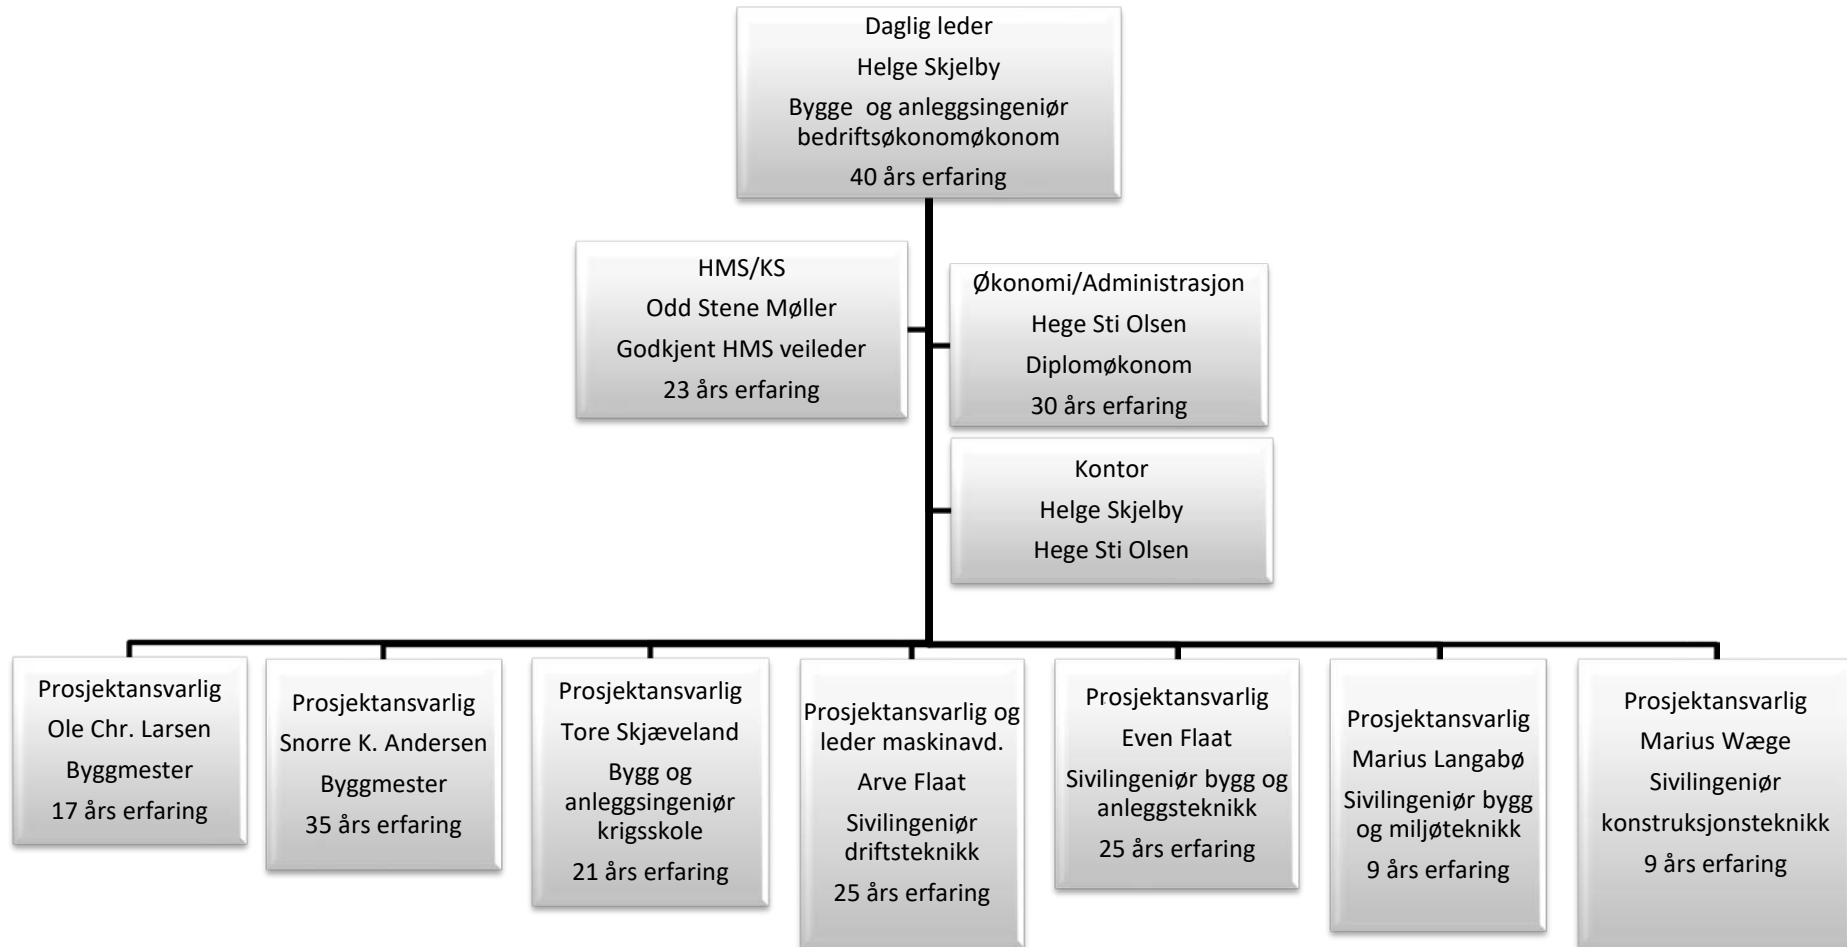 Daglig leder
Helge Skjelby
Bygge  og anleggsingeniør
bedriftsøkonomøkonom
40 års erfaring
HMS/KS
Odd Stene Møller
Godkjent HMS veileder
23 års erfaring
Økonomi/Administrasjon
Hege Sti Olsen
Diplomøkonom
30 års erfaring
Kontor
Helge Skjelby
Hege Sti Olsen
Prosjektansvarlig
Ole Chr. Larsen
Byggmester
17 års erfaring
Prosjektansvarlig
Snorre K. Andersen
Byggmester
35 års erfaring
Prosjektansvarlig
Tore Skjæveland
Bygg og
anleggsingeniør
krigsskole
21 års erfaring
Prosjektansvarlig og
leder maskinavd.
Arve Flaat
Sivilingeniør
driftsteknikk
25 års erfaring
Prosjektansvarlig
Even Flaat
Sivilingeniør bygg og
anleggsteknikk
25 års erfaring
Prosjektansvarlig
Marius Langabø
Sivilingeniør bygg
og miljøteknikk
9 års erfaring
Prosjektansvarlig
Marius Wæge
Sivilingeniør
konstruksjonsteknikk
9 års erfaring